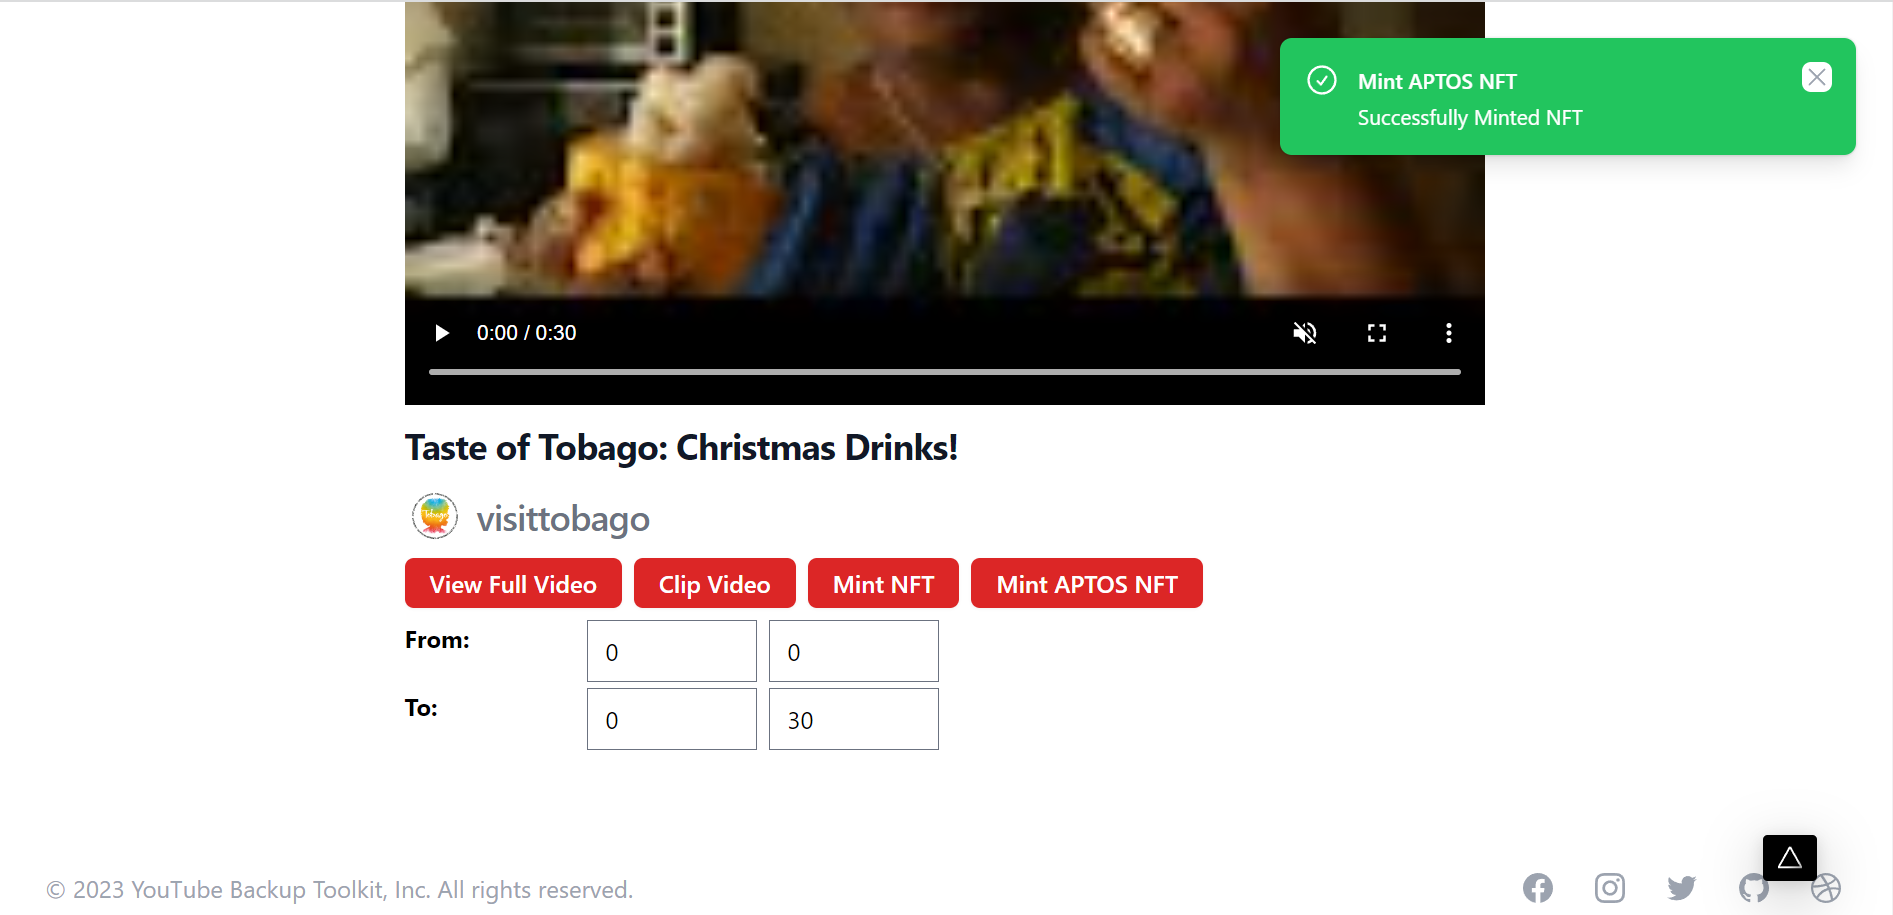 Mint APTOS NFT
Successfully Minted NFT
0:00 / 0:30
Taste of Tobago: Christmas Drinks!
Tobago
visittobago
View Full Video
Clip Video
Mint NFT
Mint APTOS NFT
From:
0
0
To:
0
30
© 2023 YouTube Backup Toolkit, Inc. All rights reserved.